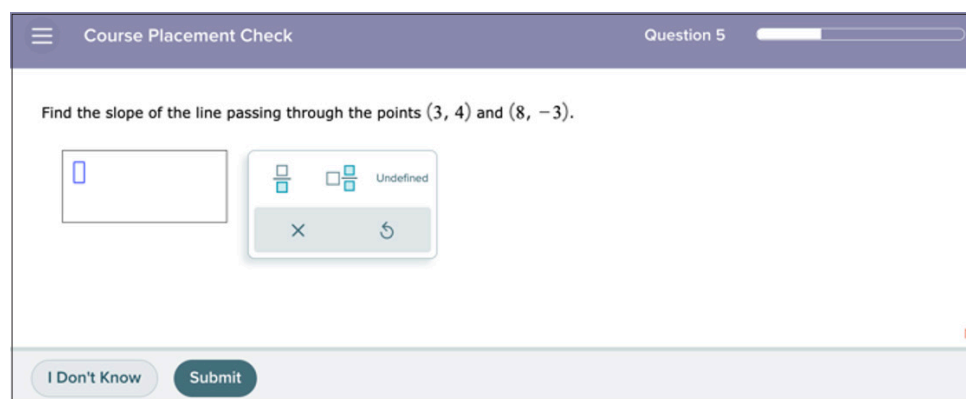 Course Placement Check Question 5
Find the slope of the line passing through the points (3, 4) and (8, −3).
Undefined
I Don't Know Submit